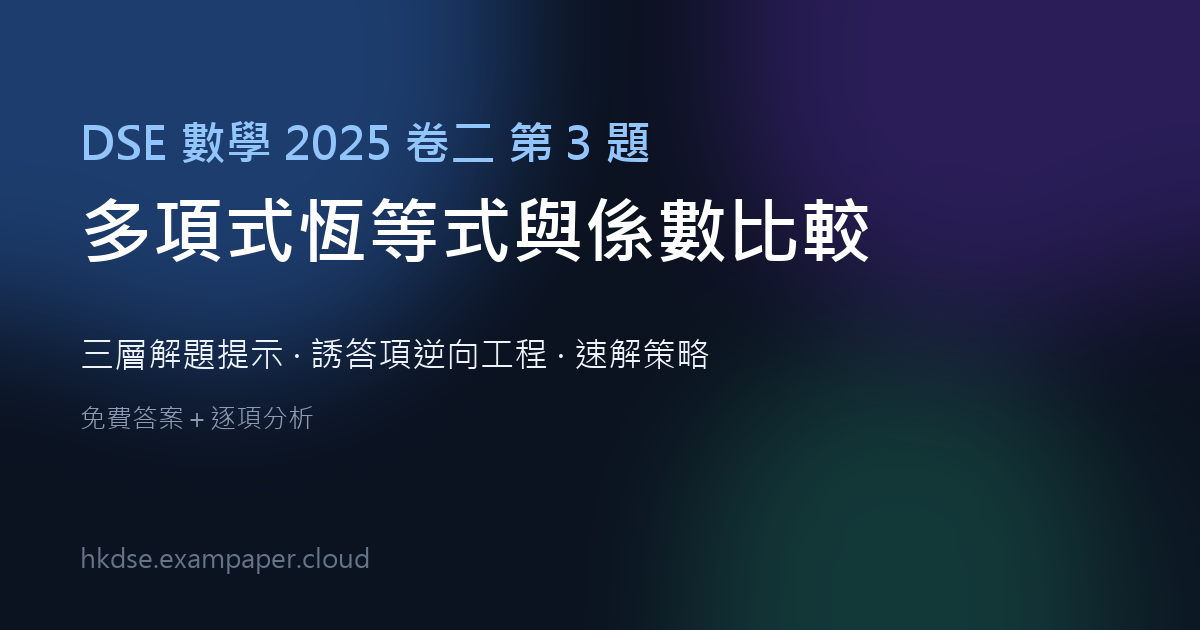 DSE 數學 2025 卷二 第 3 題
多項式恆等式與係數比較
三層解題提示 · 誘答項逆向工程 · 速解策略
免費答案 + 逐項分析
hkdse.exampaper.cloud